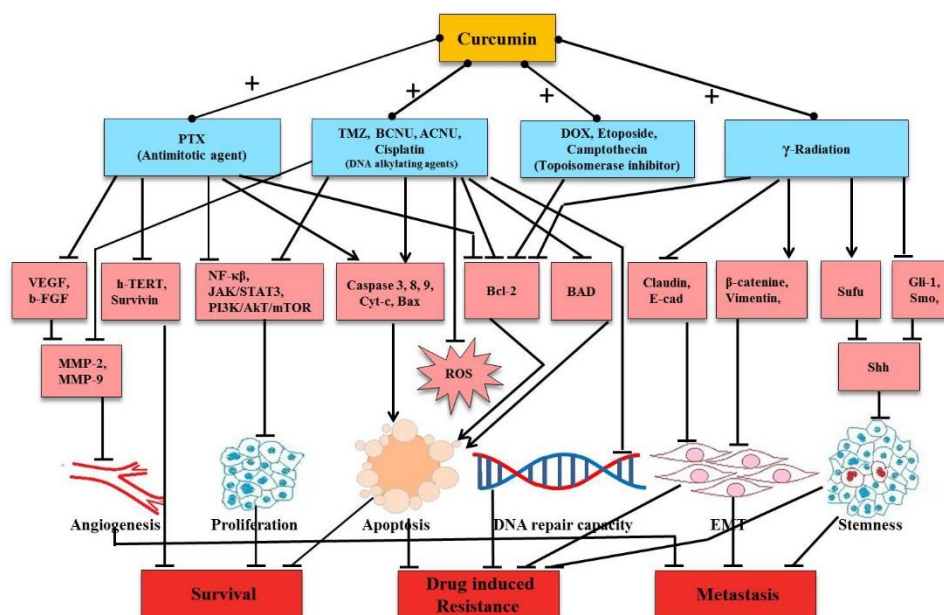 Curcumin
+
+
+
+
PTX
(Antimitotic agent)
TMZ, BCNU, ACNU,
Cisplatin
(DNA alkylating agents)
DOX, Etoposide,
Camptothecin
(Topoisomerase inhibitor)
γ-Radiation
VEGF,
b-FGF
h-TERT,
Survivin
NF-κβ,
JAK/STAT3,
PI3K/AkT/mTOR
Caspase 3, 8, 9,
Cyt-c, Bax
Bcl-2
BAD
Claudin,
E-cad
β-catenine,
Vimentin,
Sufu
Gli-1,
Smo,
MMP-2,
MMP-9
ROS
Shh
Angiogenesis
Proliferation
Apoptosis
DNA repair capacity
EMT
Stemness
Survival
Drug induced
Resistance
Metastasis